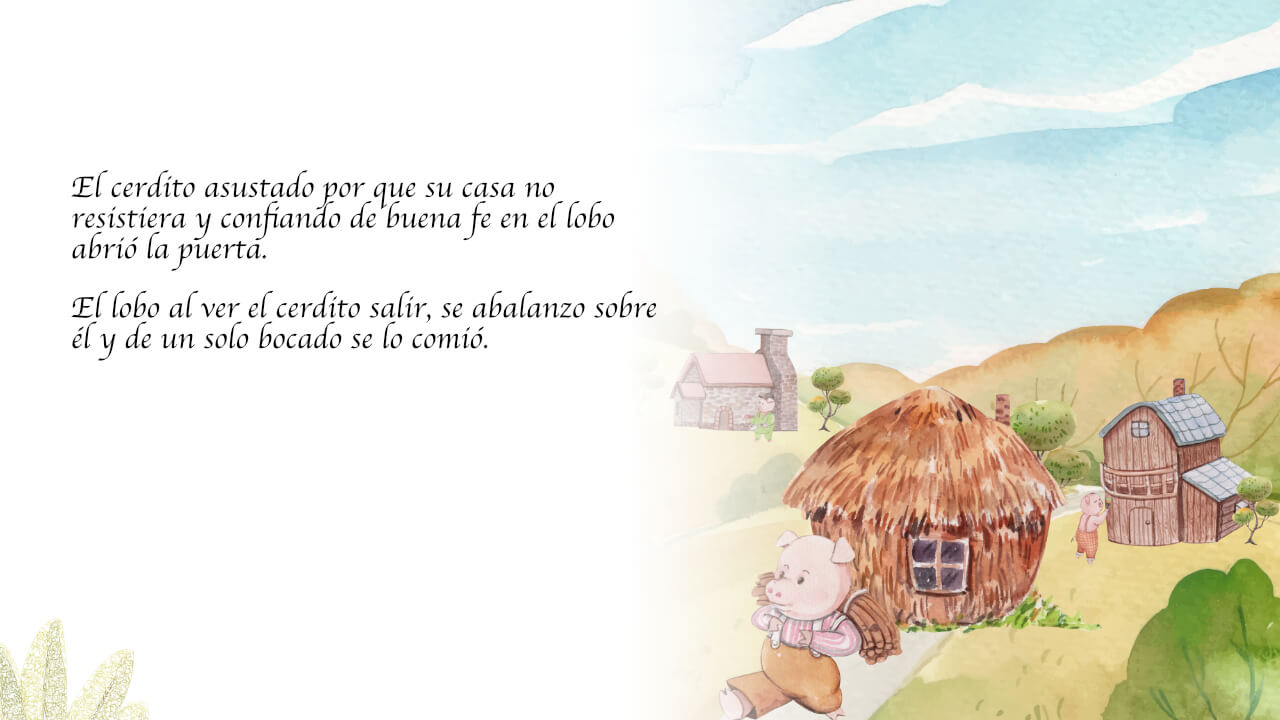 El cerdito asustado por que su casa no
resistiera y confiando de buena fe en el lobo
abrió la puerta.
El lobo al ver el cerdito salir, se abalanzo sobre
él y de un solo bocado se lo comió.